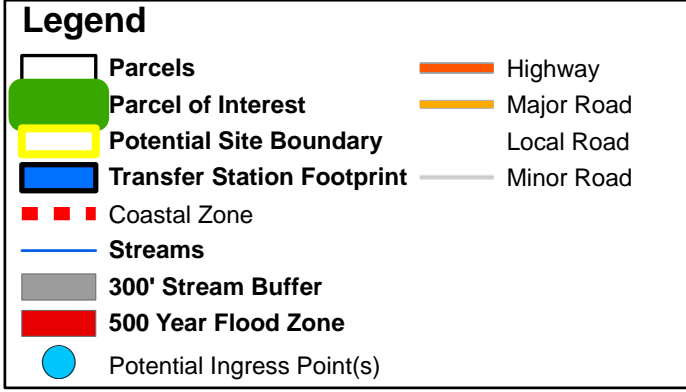 Legend
Parcels
Parcel of Interest
Potential Site Boundary
Transfer Station Footprint
Coastal Zone
Streams
300' Stream Buffer
500 Year Flood Zone
Potential Ingress Point(s)
Highway
Major Road
Local Road
Minor Road